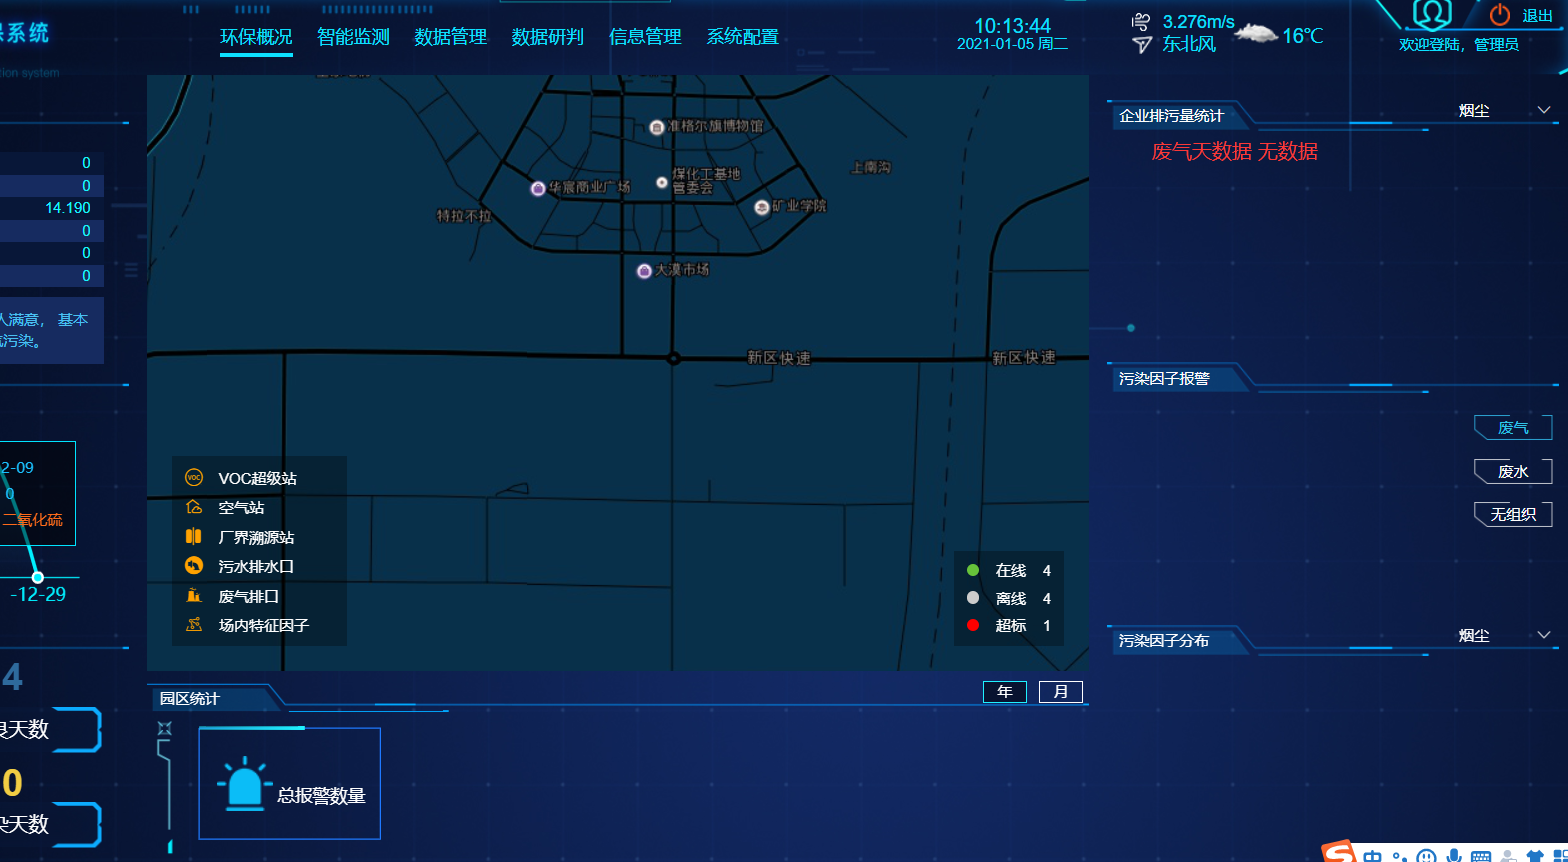 系统
tion system
环保概况 智能监测 数据管理 数据研判 信息管理 系统配置
10:13:44
2021-01-05 周二
3.276m/s
东北风
16℃
退出
欢迎登陆，管理员
0
0
14.190
0
0
0
人满意， 基本
污染。
2-09
0
二氧化硫
-12-29
4
天数
0
天数
准格尔旗博物馆
煤化工基地
管委会
上南沟
华宸商业广场
矿业学院
特拉不拉
大漠市场
新区快速
新区快速
VOC
VOC超级站
空气站
厂界溯源站
污水排水口
废气排口
场内特征因子
在线 4
离线 4
超标 1
园区统计
年 月
总报警数量
企业排污量统计
烟尘
废气天数据 无数据
污染因子报警
废气
废水
无组织
污染因子分布
烟尘
中